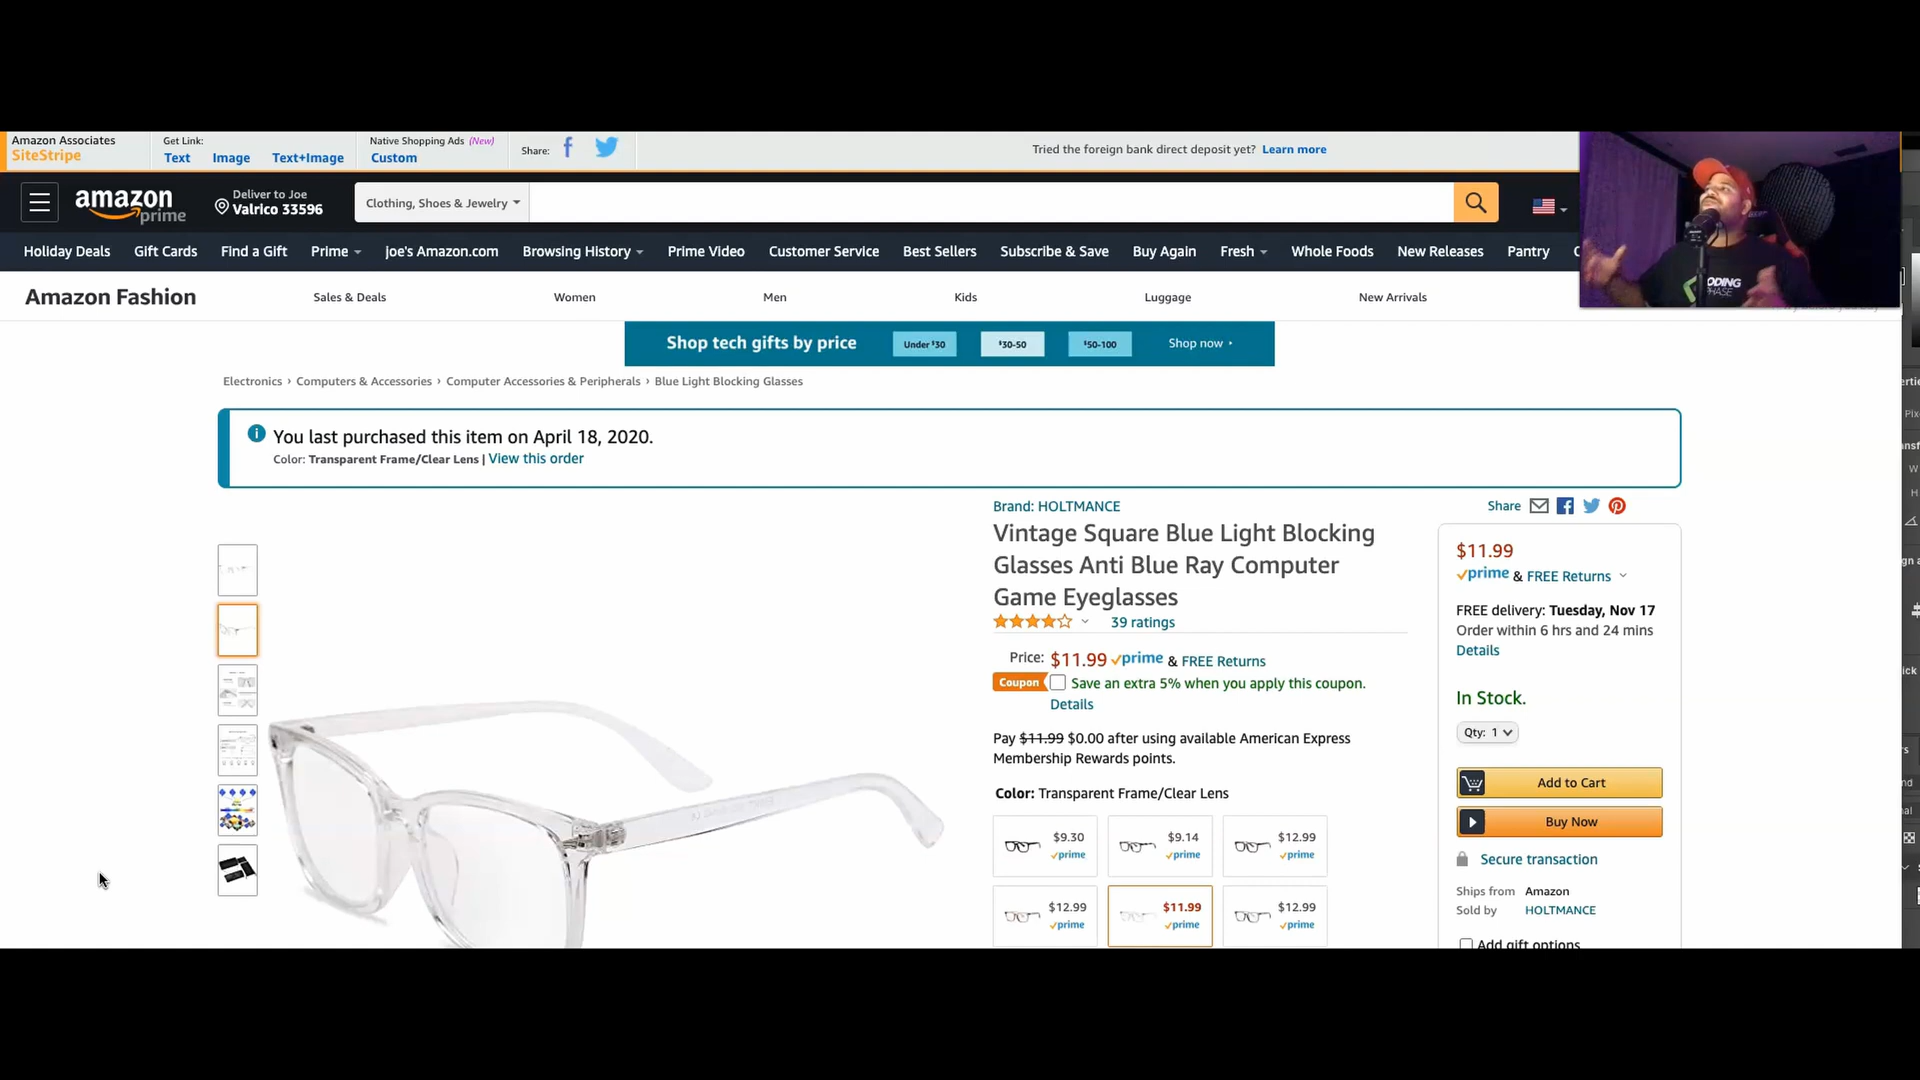 Amazon Associates
SiteStripe
Get Link:
Text Image Text+Image
Native Shopping Ads (New)
Custom
Share:
Tried the foreign bank direct deposit yet? Learn more
amazon
prime
Deliver to Joe
Valrico 33596
Clothing, Shoes & Jewelry
Holiday Deals Gift Cards Find a Gift Prime joe's Amazon.com Browsing History Prime Video Customer Service Best Sellers Subscribe & Save Buy Again Fresh Whole Foods New Releases Pantry
Amazon Fashion Sales & Deals Women Men Kids Luggage New Arrivals
Shop tech gifts by price Under $30 $30-50 $50-100 Shop now
Electronics › Computers & Accessories › Computer Accessories & Peripherals › Blue Light Blocking Glasses
You last purchased this item on April 18, 2020.
Color: Transparent Frame/Clear Lens | View this order
Brand: HOLTMANCE
Vintage Square Blue Light Blocking
Glasses Anti Blue Ray Computer
Game Eyeglasses
39 ratings
Price: $11.99 prime & FREE Returns
Coupon Save an extra 5% when you apply this coupon.
Details
Pay $11.99 $0.00 after using available American Express
Membership Rewards points.
Color: Transparent Frame/Clear Lens
$9.30 $9.14 $12.99
prime prime prime
$12.99 $11.99 $12.99
prime prime prime
Share
$11.99
prime & FREE Returns
FREE delivery: Tuesday, Nov 17
Order within 6 hrs and 24 mins
Details
In Stock.
Qty: 1
Add to Cart
Buy Now
Secure transaction
Ships from Amazon
Sold by HOLTMANCE
Add gift options